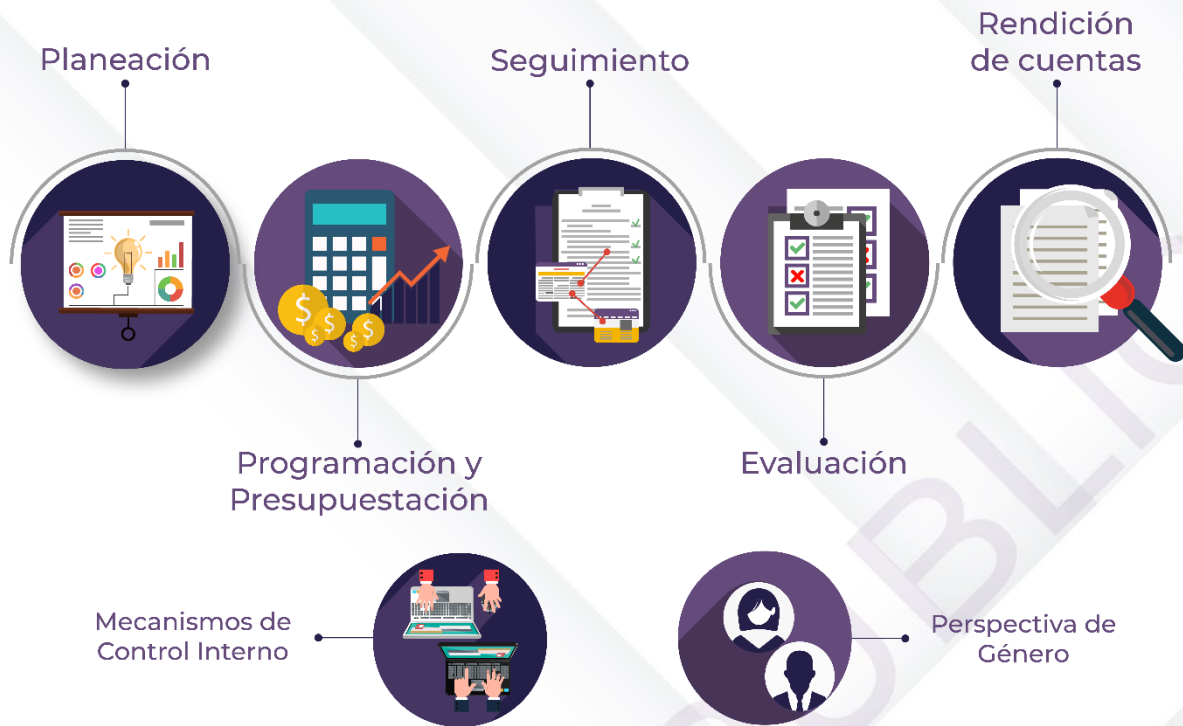 Planeación
Seguimiento
Rendición
de cuentas
Programación y
Presupuestación
Evaluación
Mecanismos de
Control Interno
Perspectiva de
Género